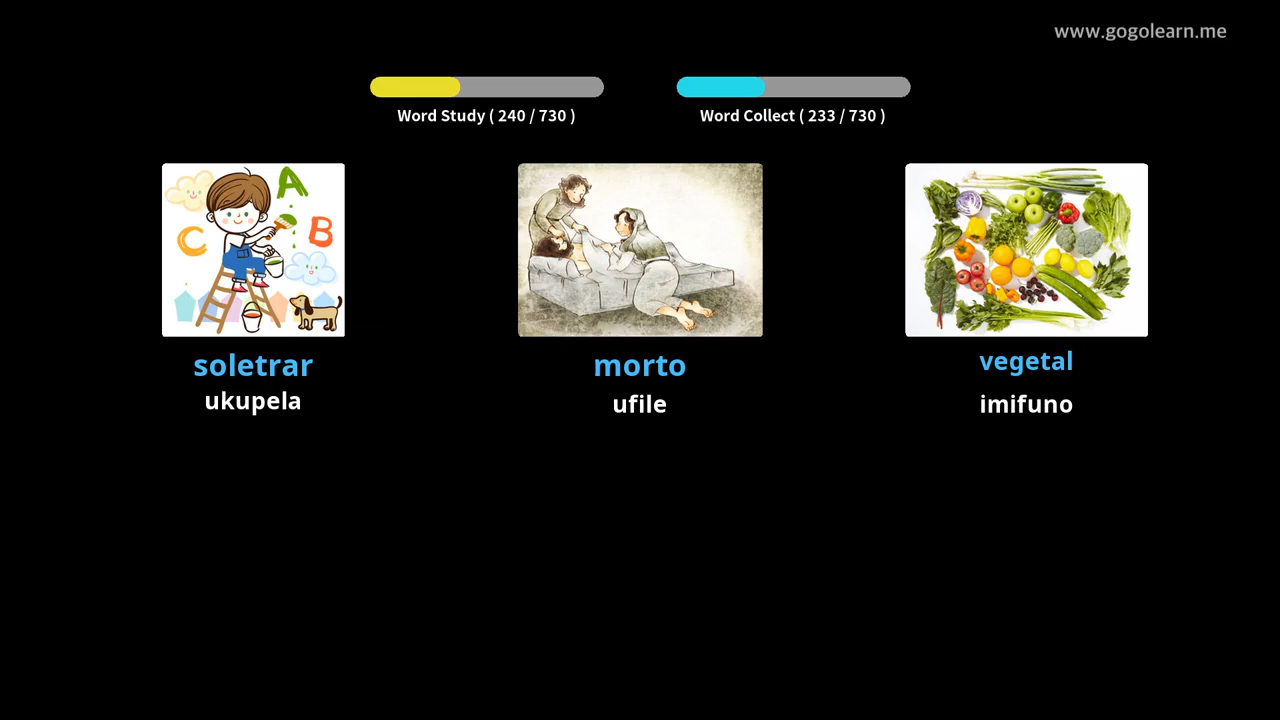 www.gogolearn.me
Word Study ( 240 / 730 )
Word Collect ( 233 / 730 )
A
C
B
soletrar
ukupela
morto
ufile
vegetal
imifuno